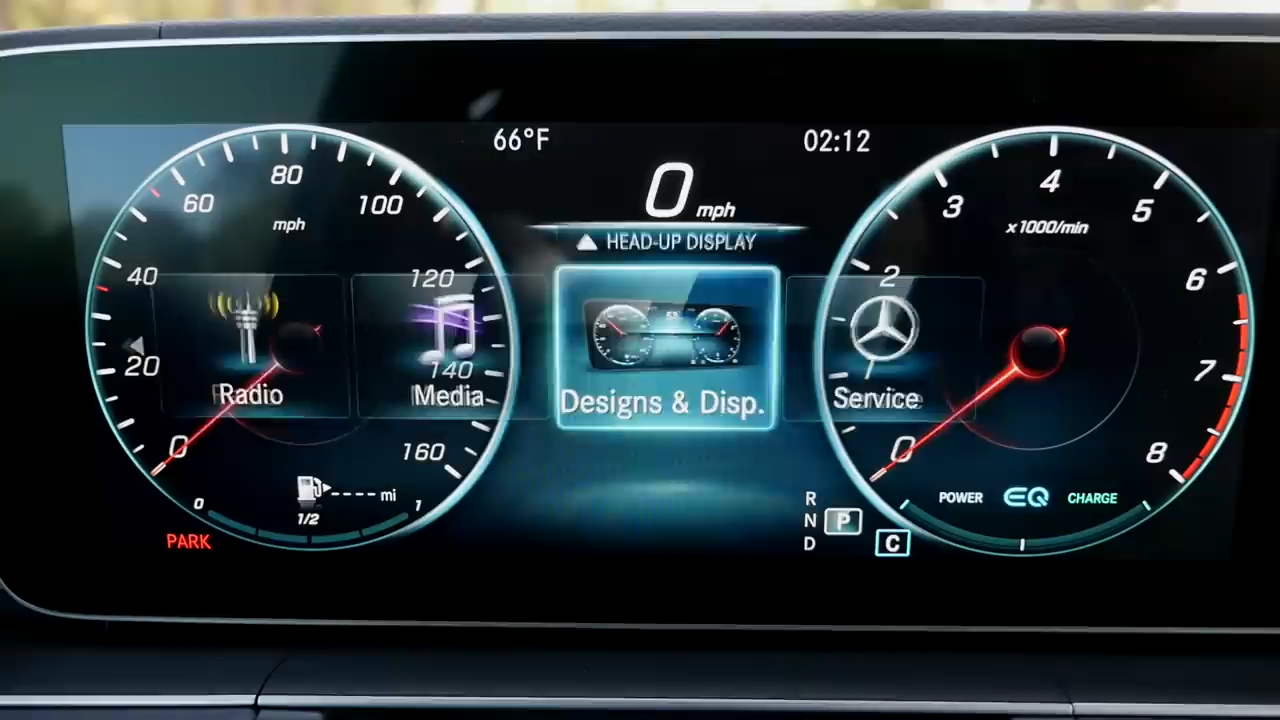 66°F
02:12
0 mph
HEAD-UP DISPLAY
0
20
40
60
80
100
120
140
160
mph
Radio
Media
Designs & Disp.
Service
0
2
3
4
5
6
7
8
x1000/min
0
1/2
1
---- mi
PARK
R
N
D
P
C
POWER
EQ
CHARGE